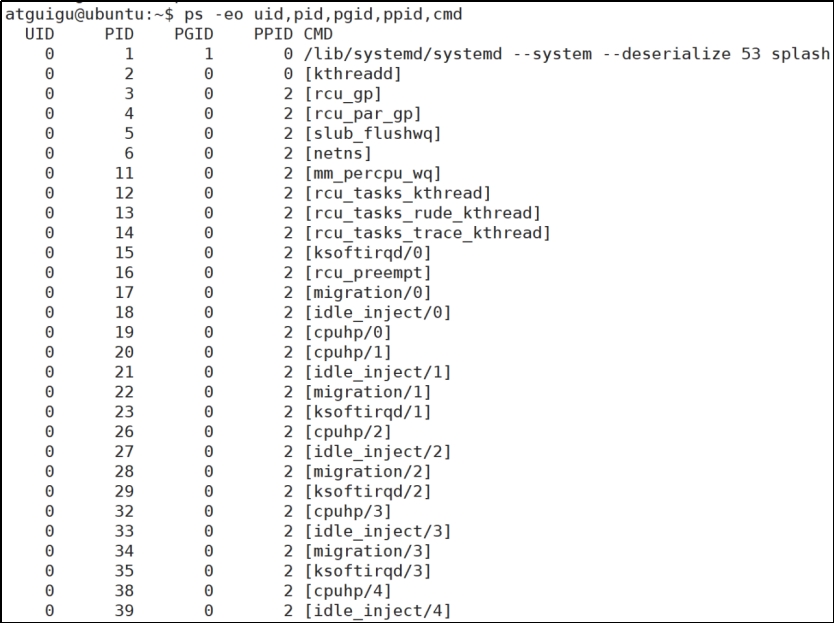 atguigu@ubuntu:~$ ps -eo uid,pid,pgid,ppid,cmd
UID PID PGID PPID CMD
0 1 1 0 /lib/systemd/systemd --system --deserialize 53 splash
0 2 0 0 [kthreadd]
0 3 0 2 [rcu_gp]
0 4 0 2 [rcu_par_gp]
0 5 0 2 [slub_flushwq]
0 6 0 2 [netns]
0 11 0 2 [mm_percpu_wq]
0 12 0 2 [rcu_tasks_kthread]
0 13 0 2 [rcu_tasks_rude_kthread]
0 14 0 2 [rcu_tasks_trace_kthread]
0 15 0 2 [ksoftirqd/0]
0 16 0 2 [rcu_preempt]
0 17 0 2 [migration/0]
0 18 0 2 [idle_inject/0]
0 19 0 2 [cpuhp/0]
0 20 0 2 [cpuhp/1]
0 21 0 2 [idle_inject/1]
0 22 0 2 [migration/1]
0 23 0 2 [ksoftirqd/1]
0 26 0 2 [cpuhp/2]
0 27 0 2 [idle_inject/2]
0 28 0 2 [migration/2]
0 29 0 2 [ksoftirqd/2]
0 32 0 2 [cpuhp/3]
0 33 0 2 [idle_inject/3]
0 34 0 2 [migration/3]
0 35 0 2 [ksoftirqd/3]
0 38 0 2 [cpuhp/4]
0 39 0 2 [idle_inject/4]